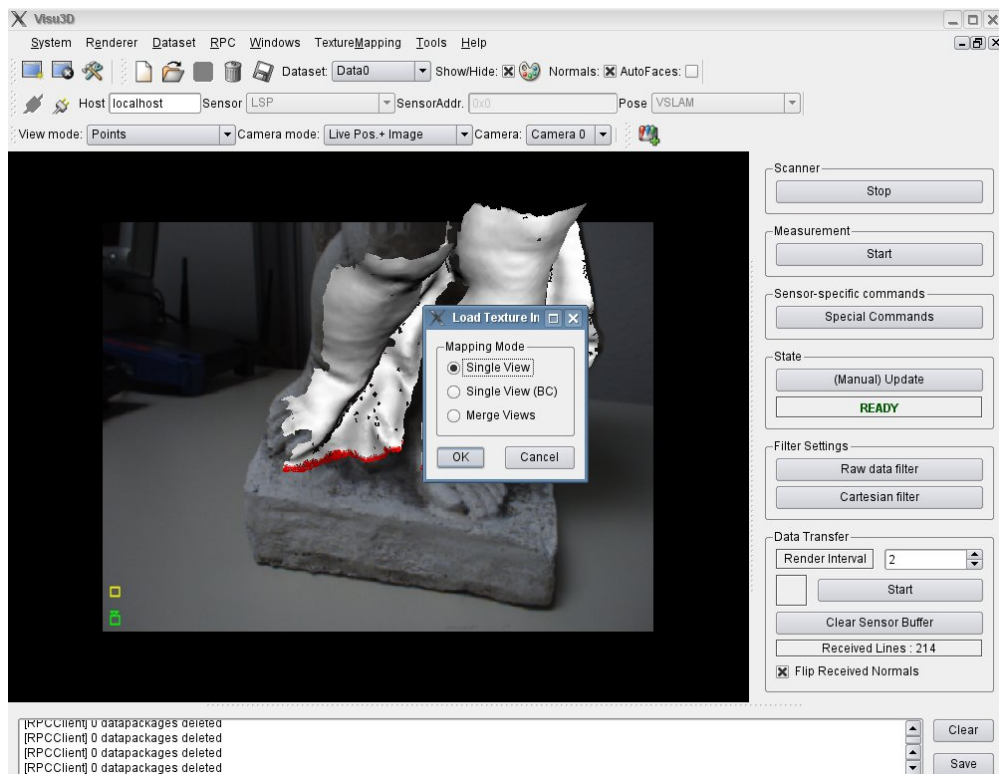 Visu3D
System Renderer Dataset RPC Windows TextureMapping Tools Help
Dataset: Data0 Show/Hide: Normals: AutoFaces:
Host localhost Sensor LSP SensorAddr. 0x0 Pose VSLAM
View mode: Points Camera mode: Live Pos.+ Image Camera: Camera 0
Scanner
Stop
Measurement
Start
Sensor-specific commands
Special Commands
State
(Manual) Update
READY
Filter Settings
Raw data filter
Cartesian filter
Data Transfer
Render Interval 2
Start
Clear Sensor Buffer
Received Lines : 214
Flip Received Normals
Load Texture In
Mapping Mode
Single View
Single View (BC)
Merge Views
OK Cancel
[RPCClient] 0 datapackages deleted
[RPCClient] 0 datapackages deleted
[RPCClient] 0 datapackages deleted
[RPCClient] 0 datapackages deleted
Clear
Save